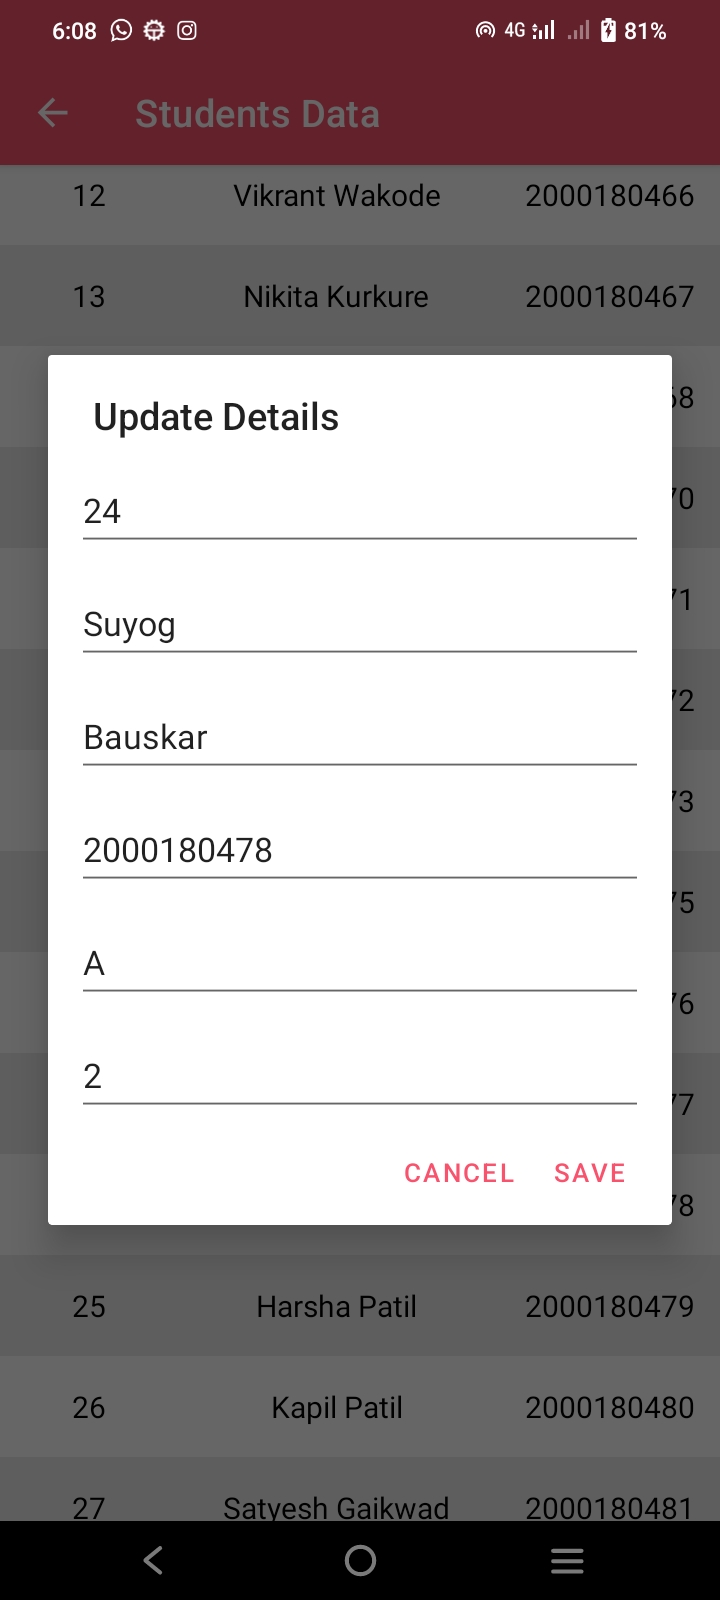 6:08 4G 81%
Students Data
12 Vikrant Wakode 2000180466
13 Nikita Kurkure 2000180467
68
70
71
72
73
75
76
77
78
Update Details
24
Suyog
Bauskar
2000180478
A
2
CANCEL SAVE
25 Harsha Patil 2000180479
26 Kapil Patil 2000180480
27 Satyesh Gaikwad 2000180481